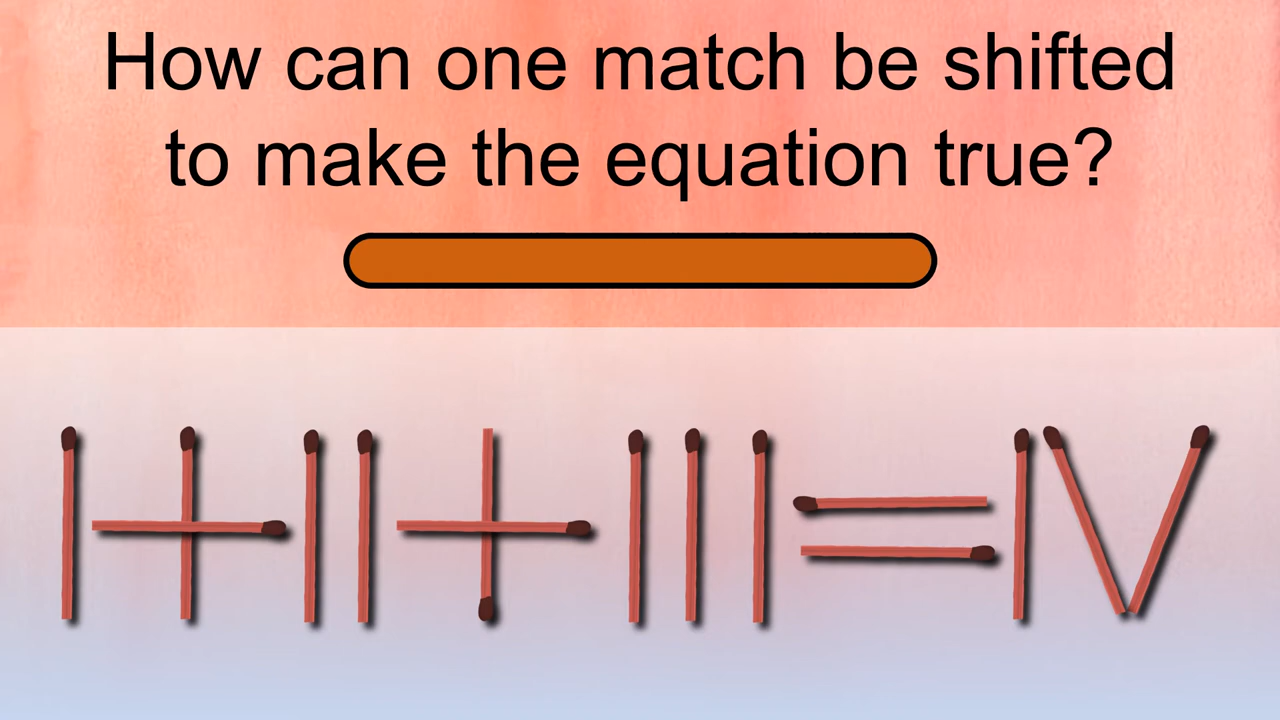 How can one match be shifted
to make the equation true?
I+II+III=IV